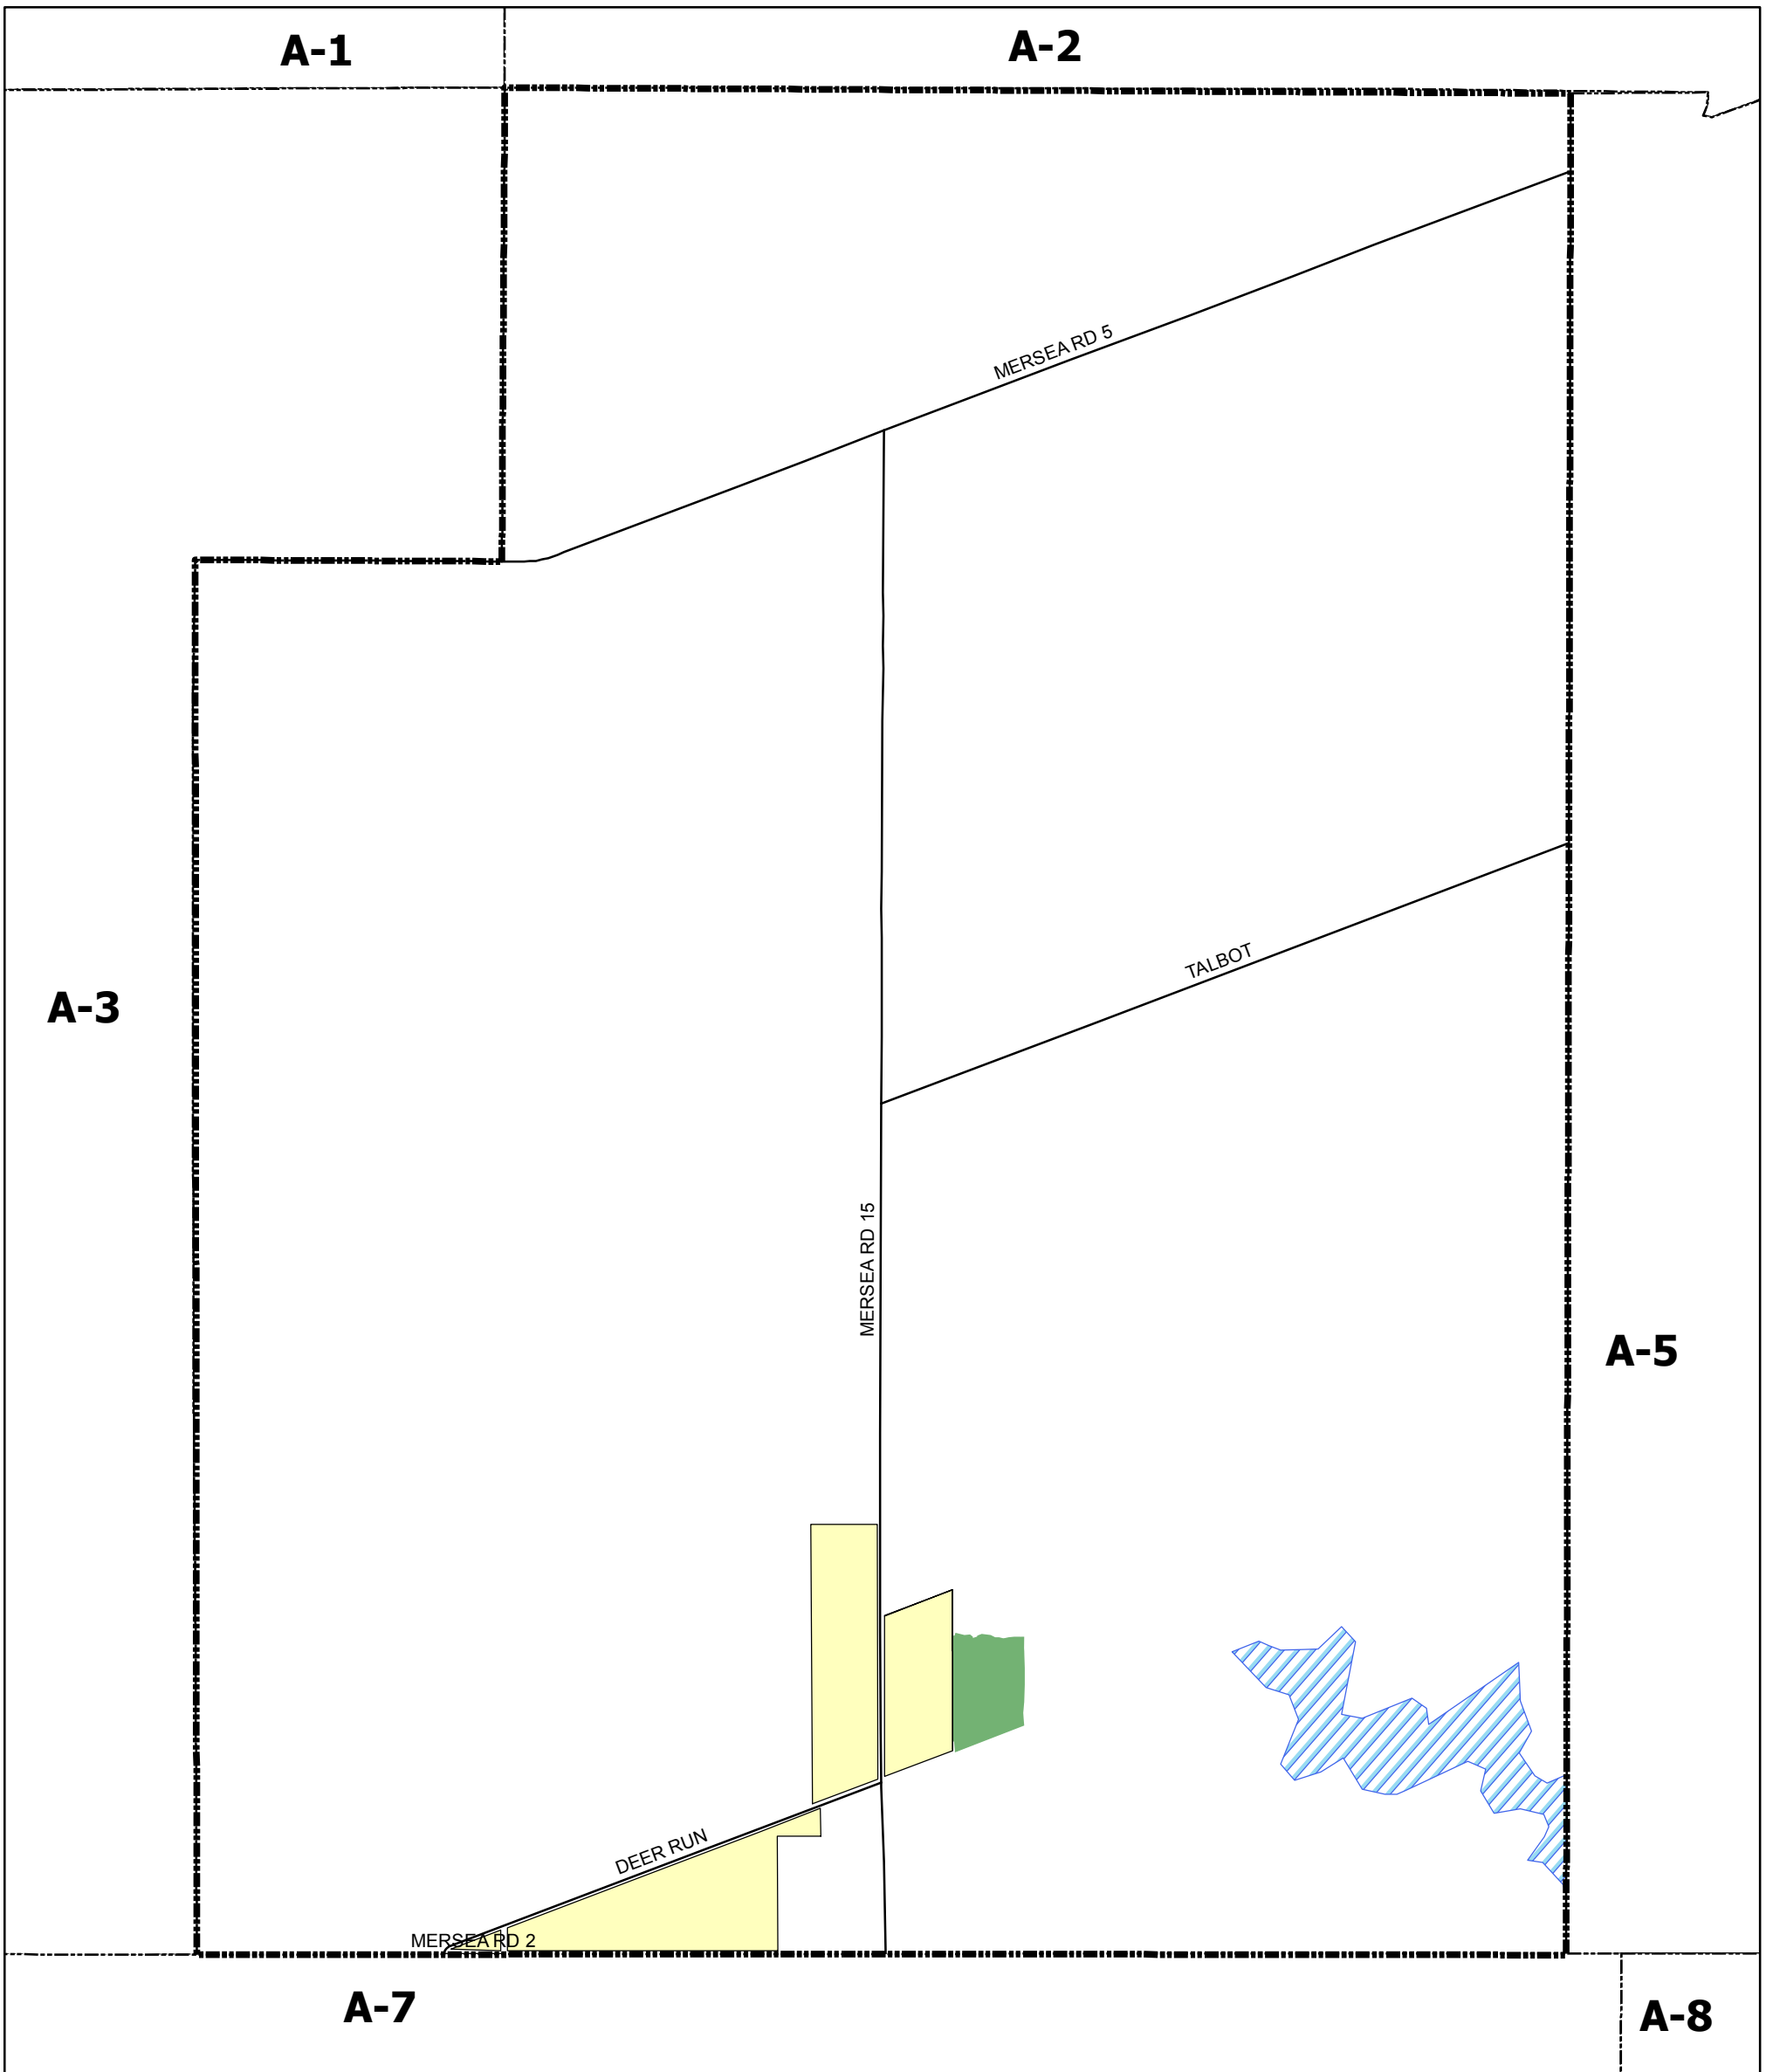 A-1
A-2
MERSEA RD 5
TALBOT
A-3
MERSEA RD 15
A-5
DEER RUN
MERSEA RD 2
A-7
A-8